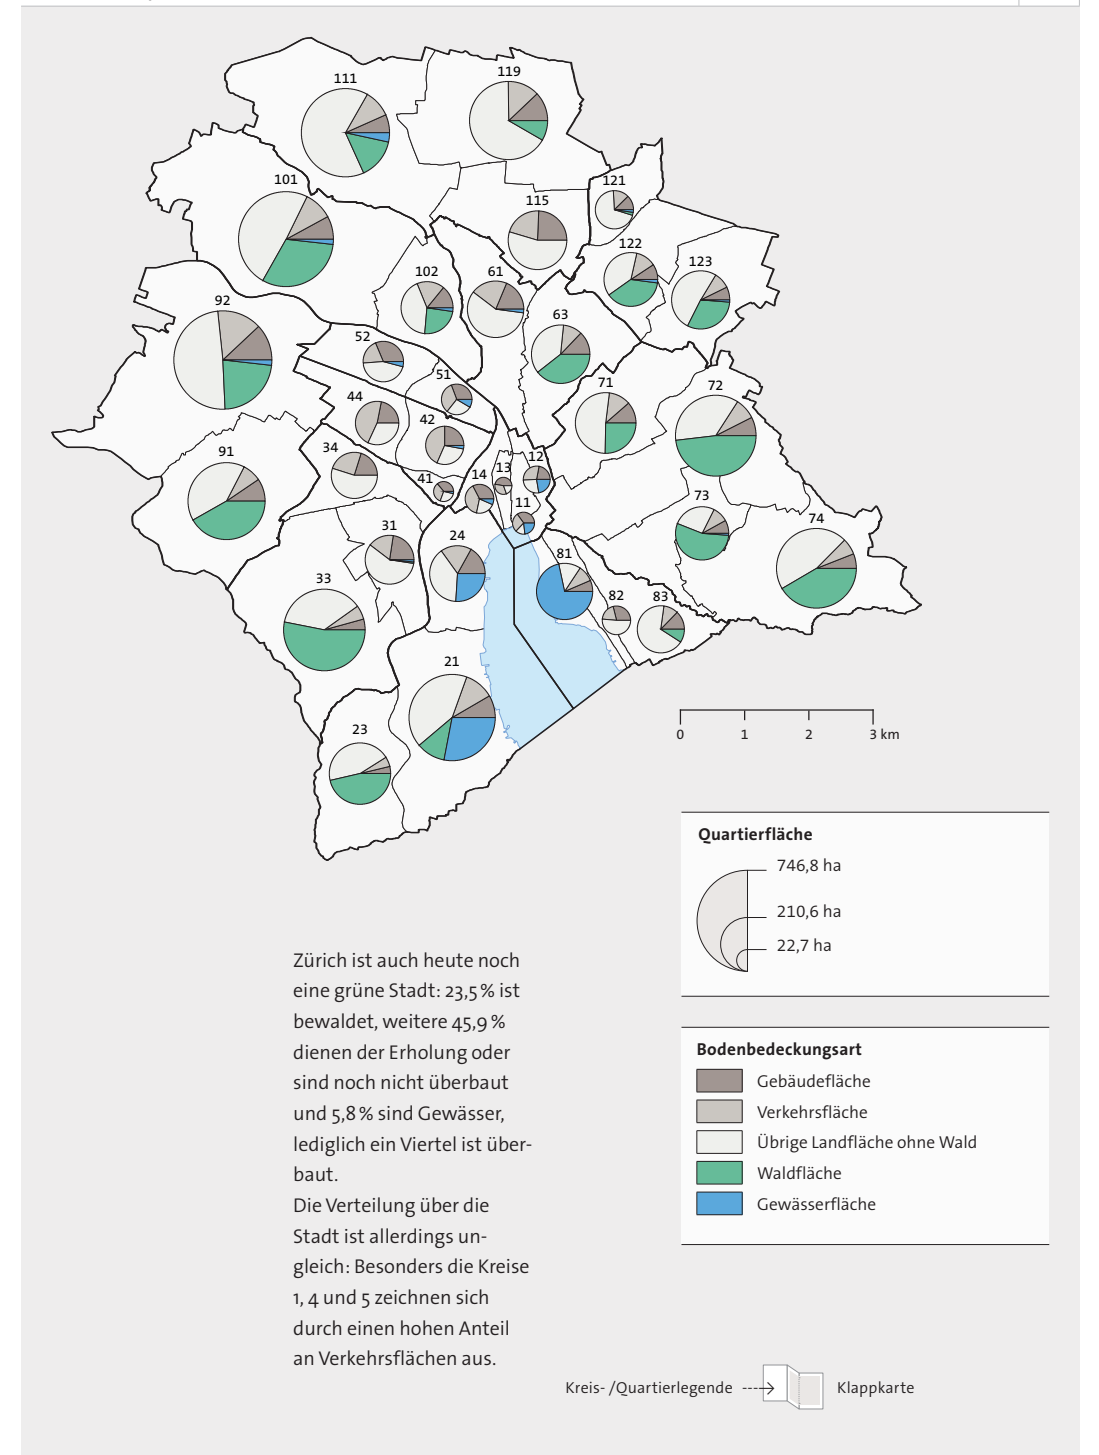 119
111
101
121
115
122
123
102
61
92
63
52
51
71
72
44
42
91
34
12
13
14
41
11
73
74
31
24
81
33
82
83
21
23
0 1 2 3 km
Quartierfläche
746,8 ha
210,6 ha
22,7 ha
Zürich ist auch heute noch
eine grüne Stadt: 23,5 % ist
bewaldet, weitere 45,9 %
dienen der Erholung oder
sind noch nicht überbaut
und 5,8 % sind Gewässer,
lediglich ein Viertel ist über-
baut.
Die Verteilung über die
Stadt ist allerdings un-
gleich: Besonders die Kreise
1, 4 und 5 zeichnen sich
durch einen hohen Anteil
an Verkehrsflächen aus.
Bodenbedeckungsart
Gebäudefläche
Verkehrsfläche
Übrige Landfläche ohne Wald
Waldfläche
Gewässerfläche
Kreis- /Quartierlegende
Klappkarte